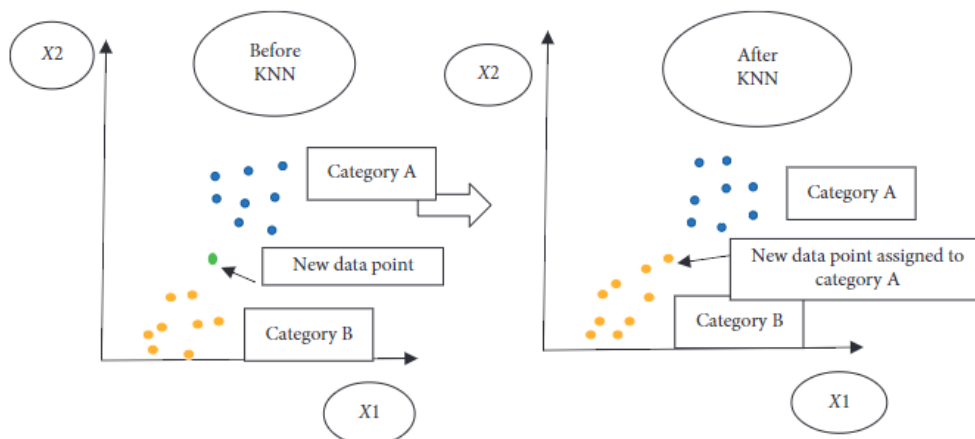 X2
Before
KNN
Category A
New data point
Category B
X1
X2
After
KNN
Category A
New data point assigned to
category A
Category B
X1